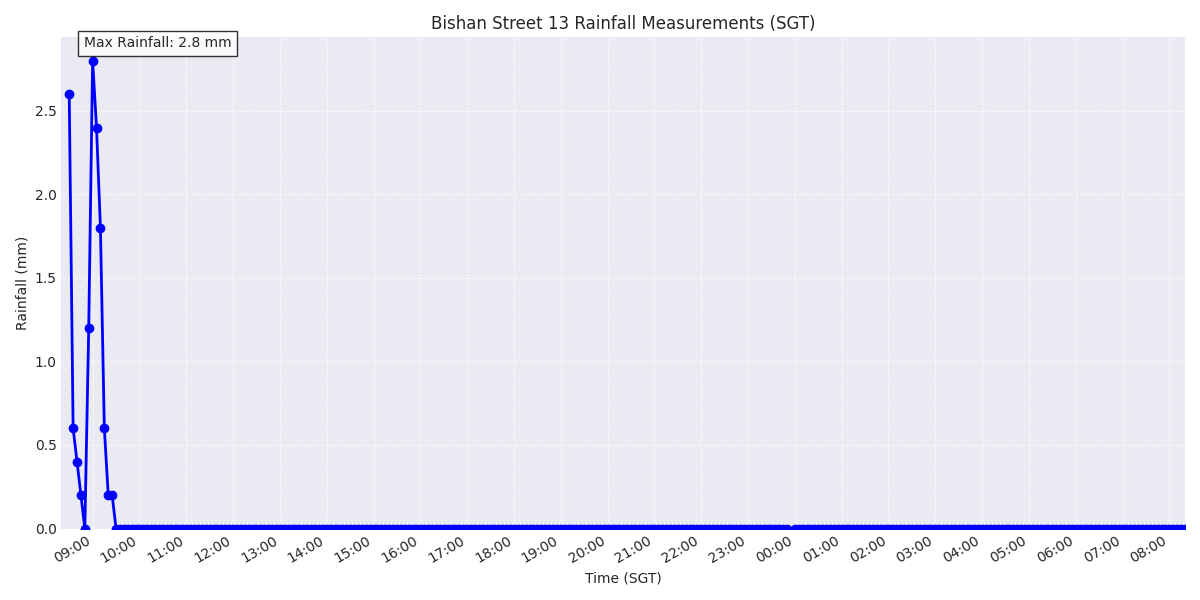 Bishan Street 13 Rainfall Measurements (SGT)
Max Rainfall: 2.8 mm
Rainfall (mm)
2.5
2.0
1.5
1.0
0.5
0.0
09:00 10:00 11:00 12:00 13:00 14:00 15:00 16:00 17:00 18:00 19:00 20:00 21:00 22:00 23:00 00:00 01:00 02:00 03:00 04:00 05:00 06:00 07:00 08:00
Time (SGT)